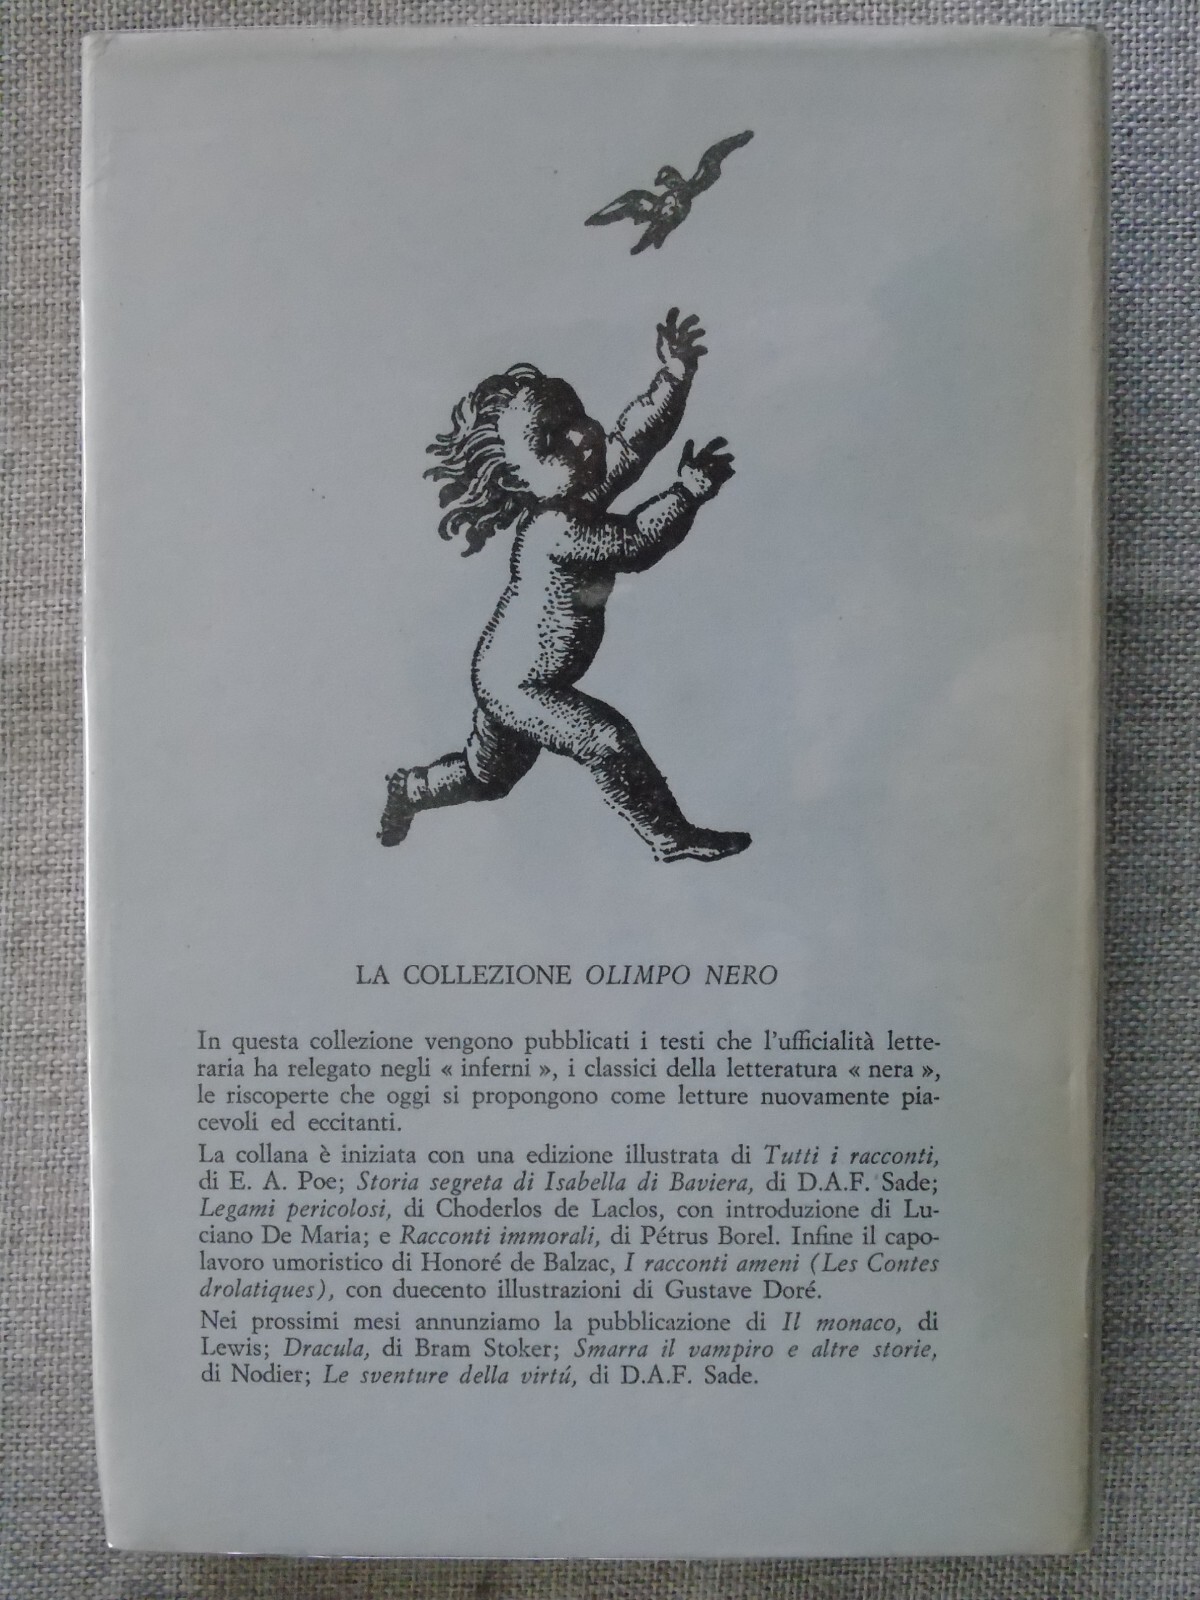 LA COLLEZIONE OLIMPO NERO
In questa collezione vengono pubblicati i testi che l'ufficialità lette-
raria ha relegato negli « inferni », i classici della letteratura « nera »,
le riscoperte che oggi si propongono come letture nuovamente pia-
cevoli ed eccitanti.
La collana è iniziata con una edizione illustrata di Tutti i racconti,
di E. A. Poe; Storia segreta di Isabella di Baviera, di D.A.F. Sade;
Legami pericolosi, di Choderlos de Laclos, con introduzione di Lu-
ciano De Maria; e Racconti immorali, di Pétrus Borel. Infine il capo-
lavoro umoristico di Honoré de Balzac, I racconti ameni (Les Contes
drolatiques), con duecento illustrazioni di Gustave Doré.
Nei prossimi mesi annunziamo la pubblicazione di Il monaco, di
Lewis; Dracula, di Bram Stoker; Smarra il vampiro e altre storie,
di Nodier; Le sventure della virtú, di D.A.F. Sade.